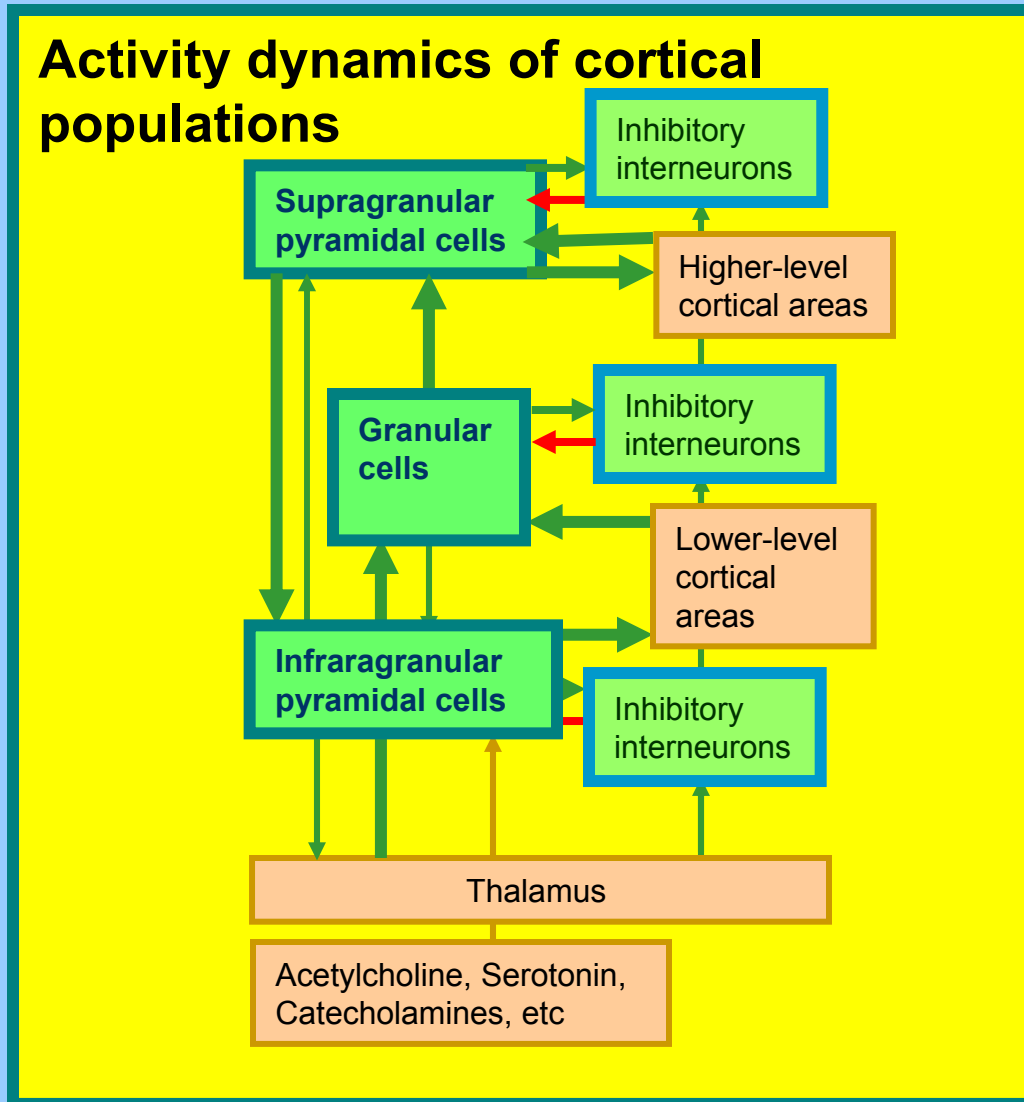 Activity dynamics of cortical
populations
Inhibitory
interneurons
Supragranular
pyramidal cells
Higher-level
cortical areas
Inhibitory
interneurons
Granular
cells
Lower-level
cortical
areas
Infraragranular
pyramidal cells
Inhibitory
interneurons
Thalamus
Acetylcholine, Serotonin,
Catecholamines, etc